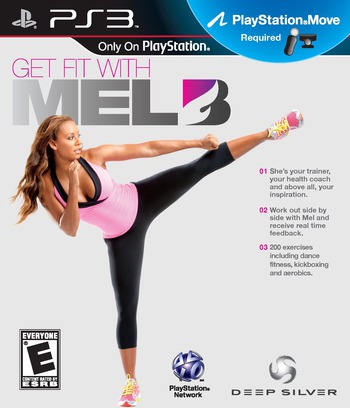 PS3
PlayStation®Move
Required
Only On PlayStation®
GET FIT WITH
MEL B
01 She's your trainer,
your health coach
and above all, your
inspiration.
02 Work out side by
side with Mel and
receive real time
feedback.
03 200 exercises
including dance
fitness, kickboxing
and aerobics.
EVERYONE
E
CONTENT RATED BY
ESRB
PlayStation
Network
DEEP SILVER